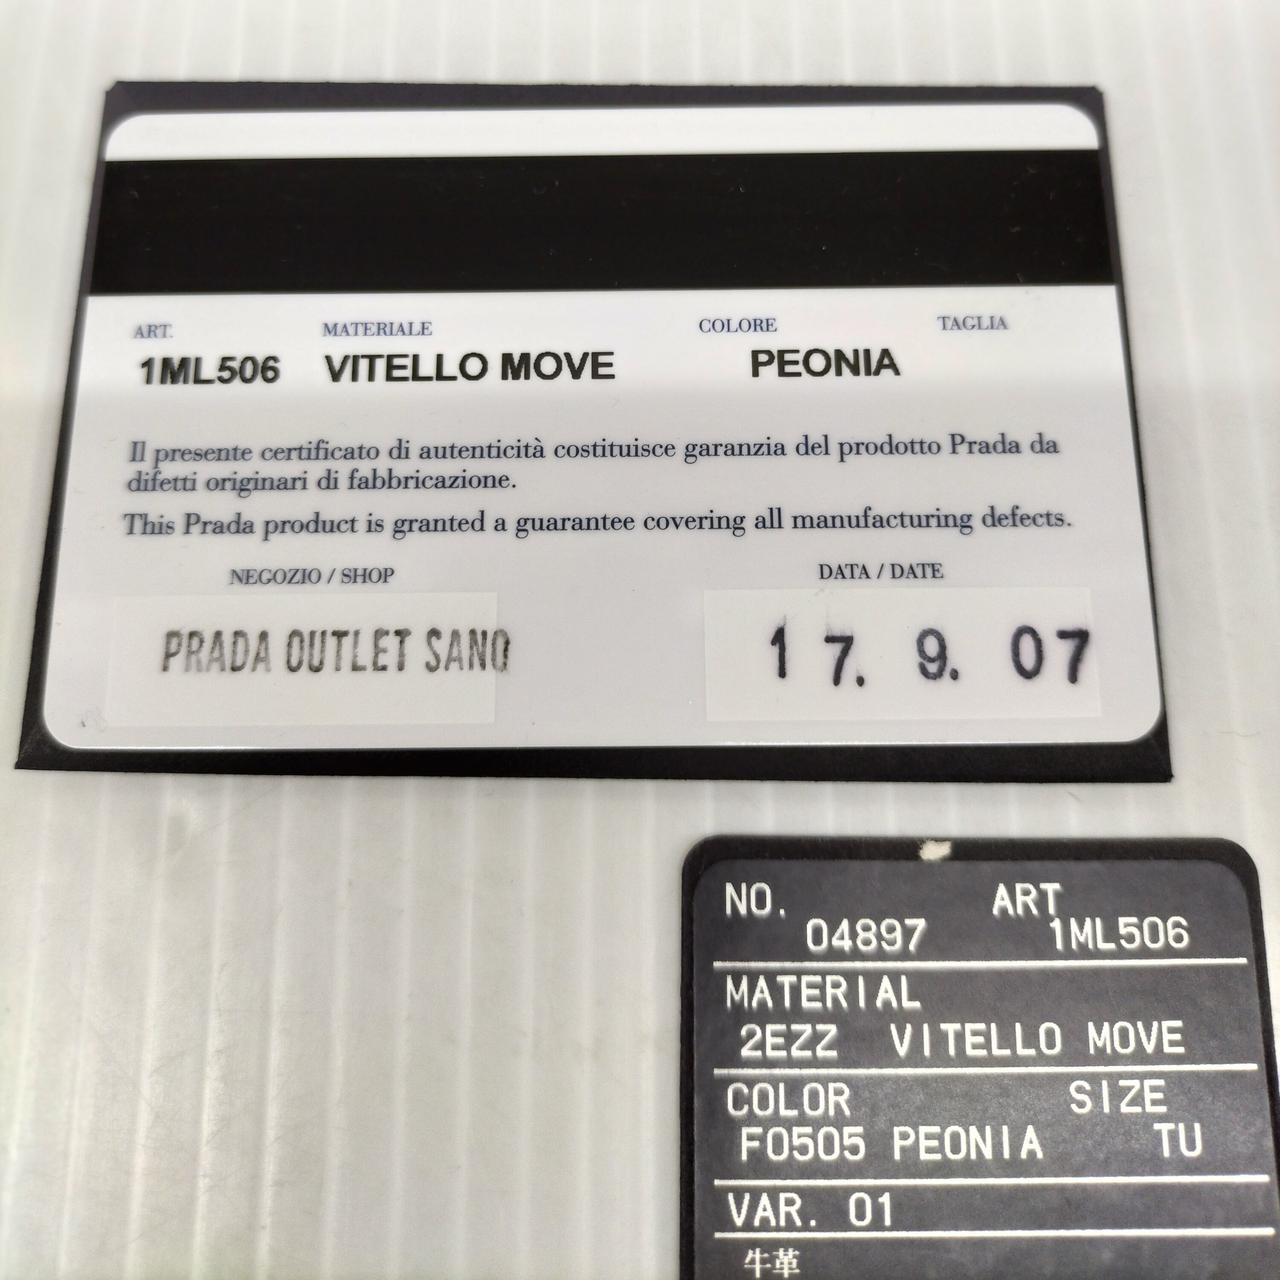 ART. MATERIALE COLORE TAGLIA
1ML506 VITELLO MOVE PEONIA
Il presente certificato di autenticità costituisce garanzia del prodotto Prada da
difetti originari di fabbricazione.
This Prada product is granted a guarantee covering all manufacturing defects.
NEGOZIO / SHOP DATA / DATE
PRADA OUTLET SANO 17. 9. 07
NO. ART
04897 1ML506
MATERIAL
2EZZ VITELLO MOVE
COLOR SIZE
F0505 PEONIA TU
VAR. 01
牛革